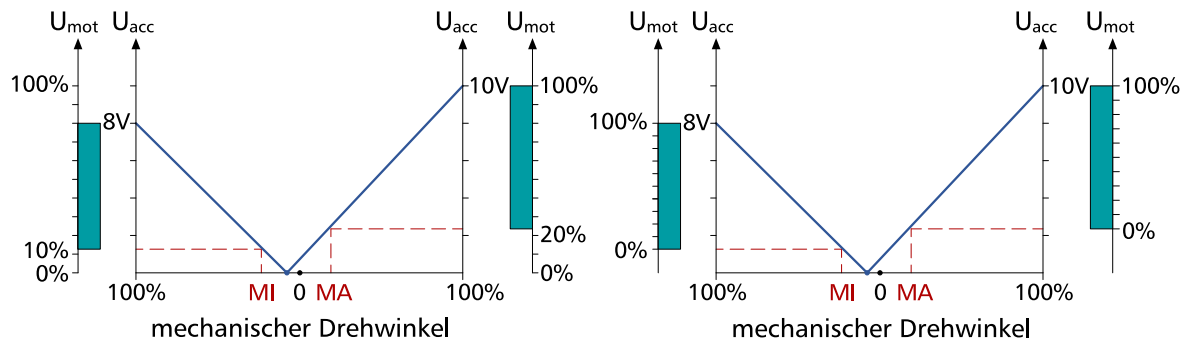 Umot Uacc Uacc Umot
100% 8V 10V 100%
10% 20%
0% 0%
100% MI 0 MA 100%
mechanischer Drehwinkel
Umot Uacc Uacc Umot
100% 8V 10V 100%
0% 0%
100% MI 0 MA 100%
mechanischer Drehwinkel